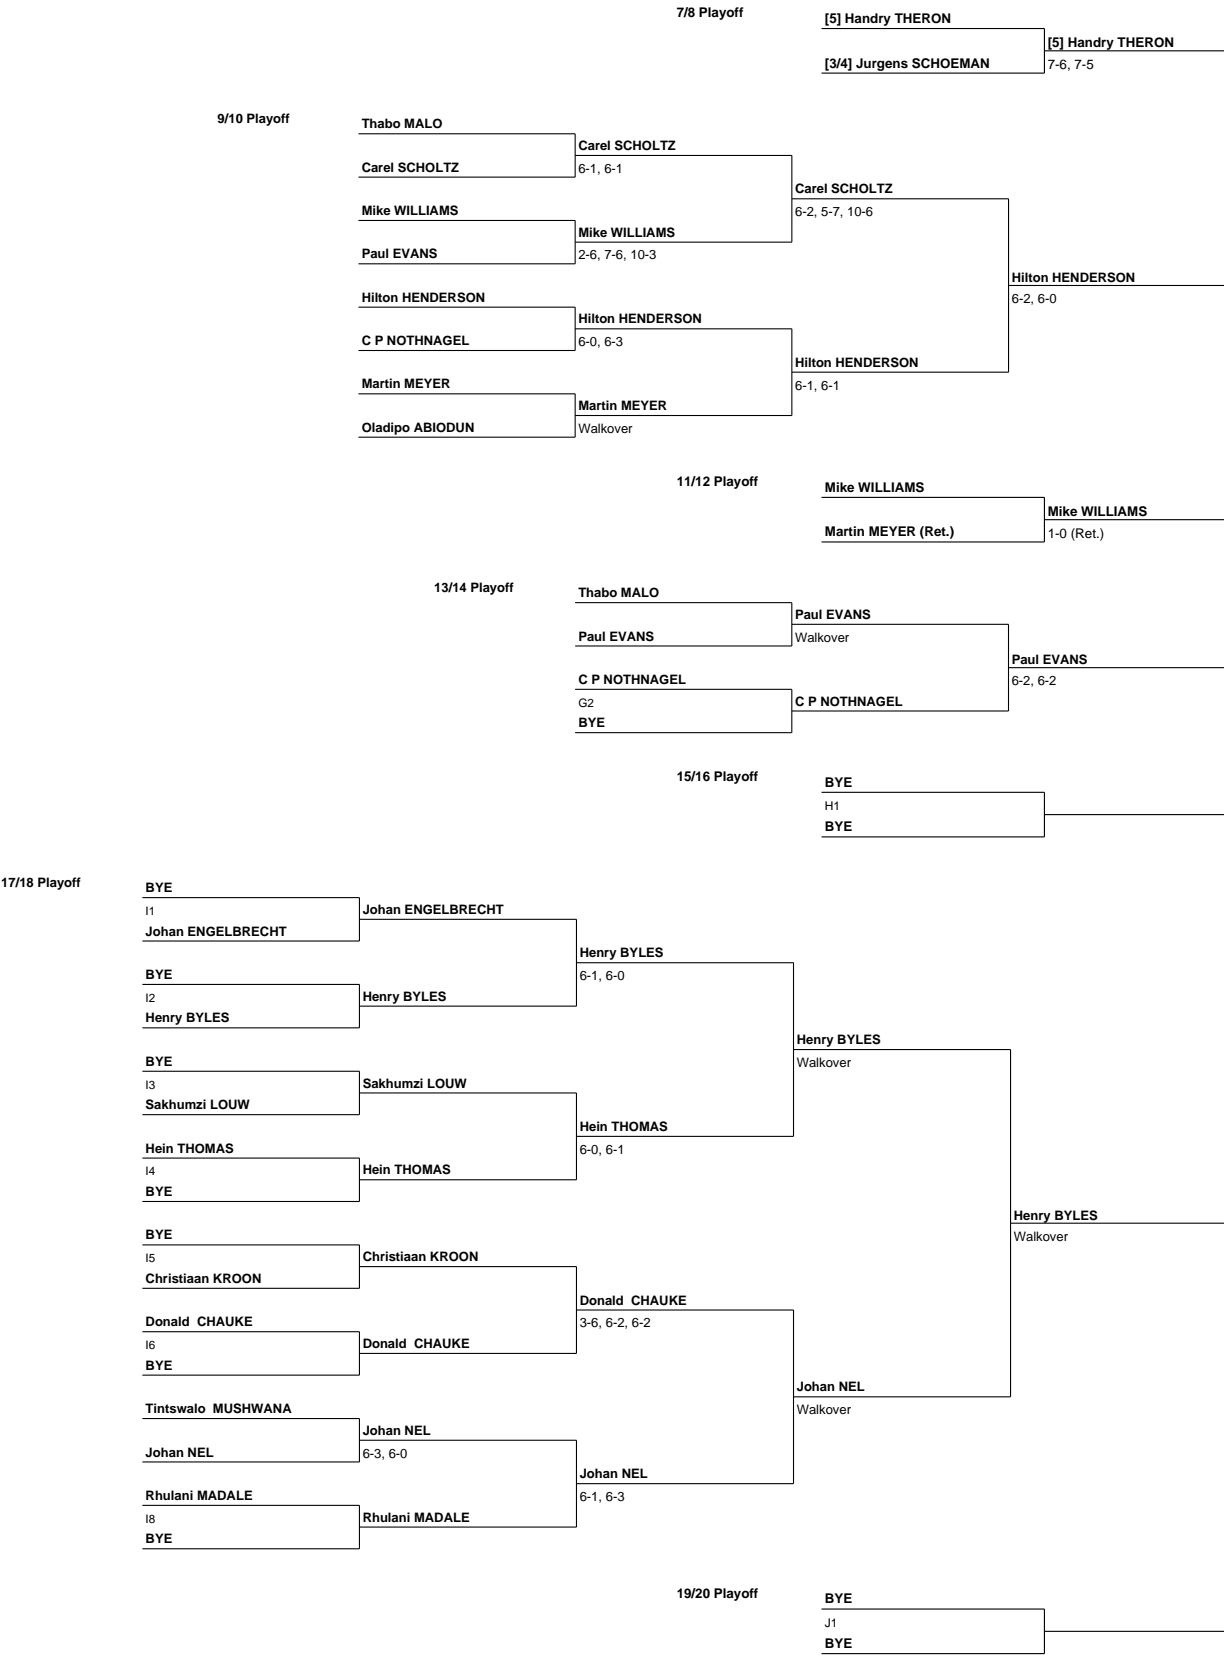 7/8 Playoff
[5] Handry THERON
[5] Handry THERON
[3/4] Jurgens SCHOEMAN
7-6, 7-5
9/10 Playoff
Thabo MALO
Carel SCHOLTZ
Carel SCHOLTZ
6-1, 6-1
Carel SCHOLTZ
Mike WILLIAMS
6-2, 5-7, 10-6
Mike WILLIAMS
Paul EVANS
2-6, 7-6, 10-3
Hilton HENDERSON
Hilton HENDERSON
6-2, 6-0
Hilton HENDERSON
C P NOTHNAGEL
6-0, 6-3
Hilton HENDERSON
Martin MEYER
6-1, 6-1
Martin MEYER
Oladipo ABIODUN
Walkover
11/12 Playoff
Mike WILLIAMS
Mike WILLIAMS
Martin MEYER (Ret.)
1-0 (Ret.)
13/14 Playoff
Thabo MALO
Paul EVANS
Paul EVANS
Walkover
Paul EVANS
C P NOTHNAGEL
6-2, 6-2
G2
C P NOTHNAGEL
BYE
15/16 Playoff
BYE
H1
BYE
17/18 Playoff
BYE
I1
Johan ENGELBRECHT
Johan ENGELBRECHT
Henry BYLES
BYE
6-1, 6-0
I2
Henry BYLES
Henry BYLES
Henry BYLES
BYE
Walkover
I3
Sakhumzi LOUW
Sakhumzi LOUW
Hein THOMAS
Hein THOMAS
6-0, 6-1
I4
Hein THOMAS
BYE
Henry BYLES
BYE
Walkover
I5
Christiaan KROON
Christiaan KROON
Donald CHAUKE
Donald CHAUKE
3-6, 6-2, 6-2
I6
Donald CHAUKE
BYE
Johan NEL
Tintswalo MUSHWANA
Walkover
Johan NEL
Johan NEL
6-3, 6-0
Johan NEL
Rhulani MADALE
6-1, 6-3
I8
Rhulani MADALE
BYE
19/20 Playoff
BYE
J1
BYE